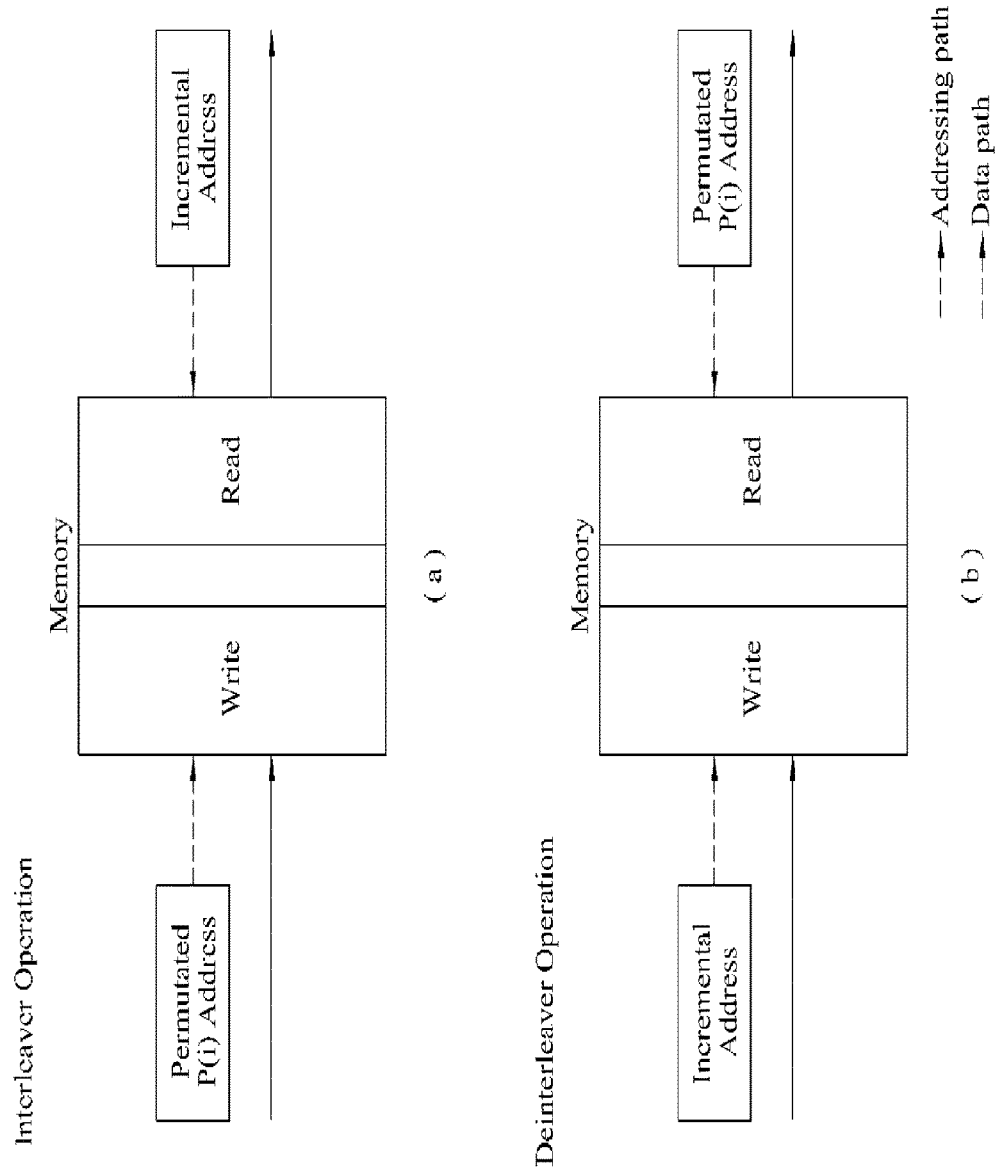 Interleaver Operation
Memory
Permutated
P(i) Address
Write
Read
Incremental
Address
( a )
Deinterleaver Operation
Memory
Incremental
Address
Write
Read
Permutated
P(i) Address
( b )
Addressing path
Data path